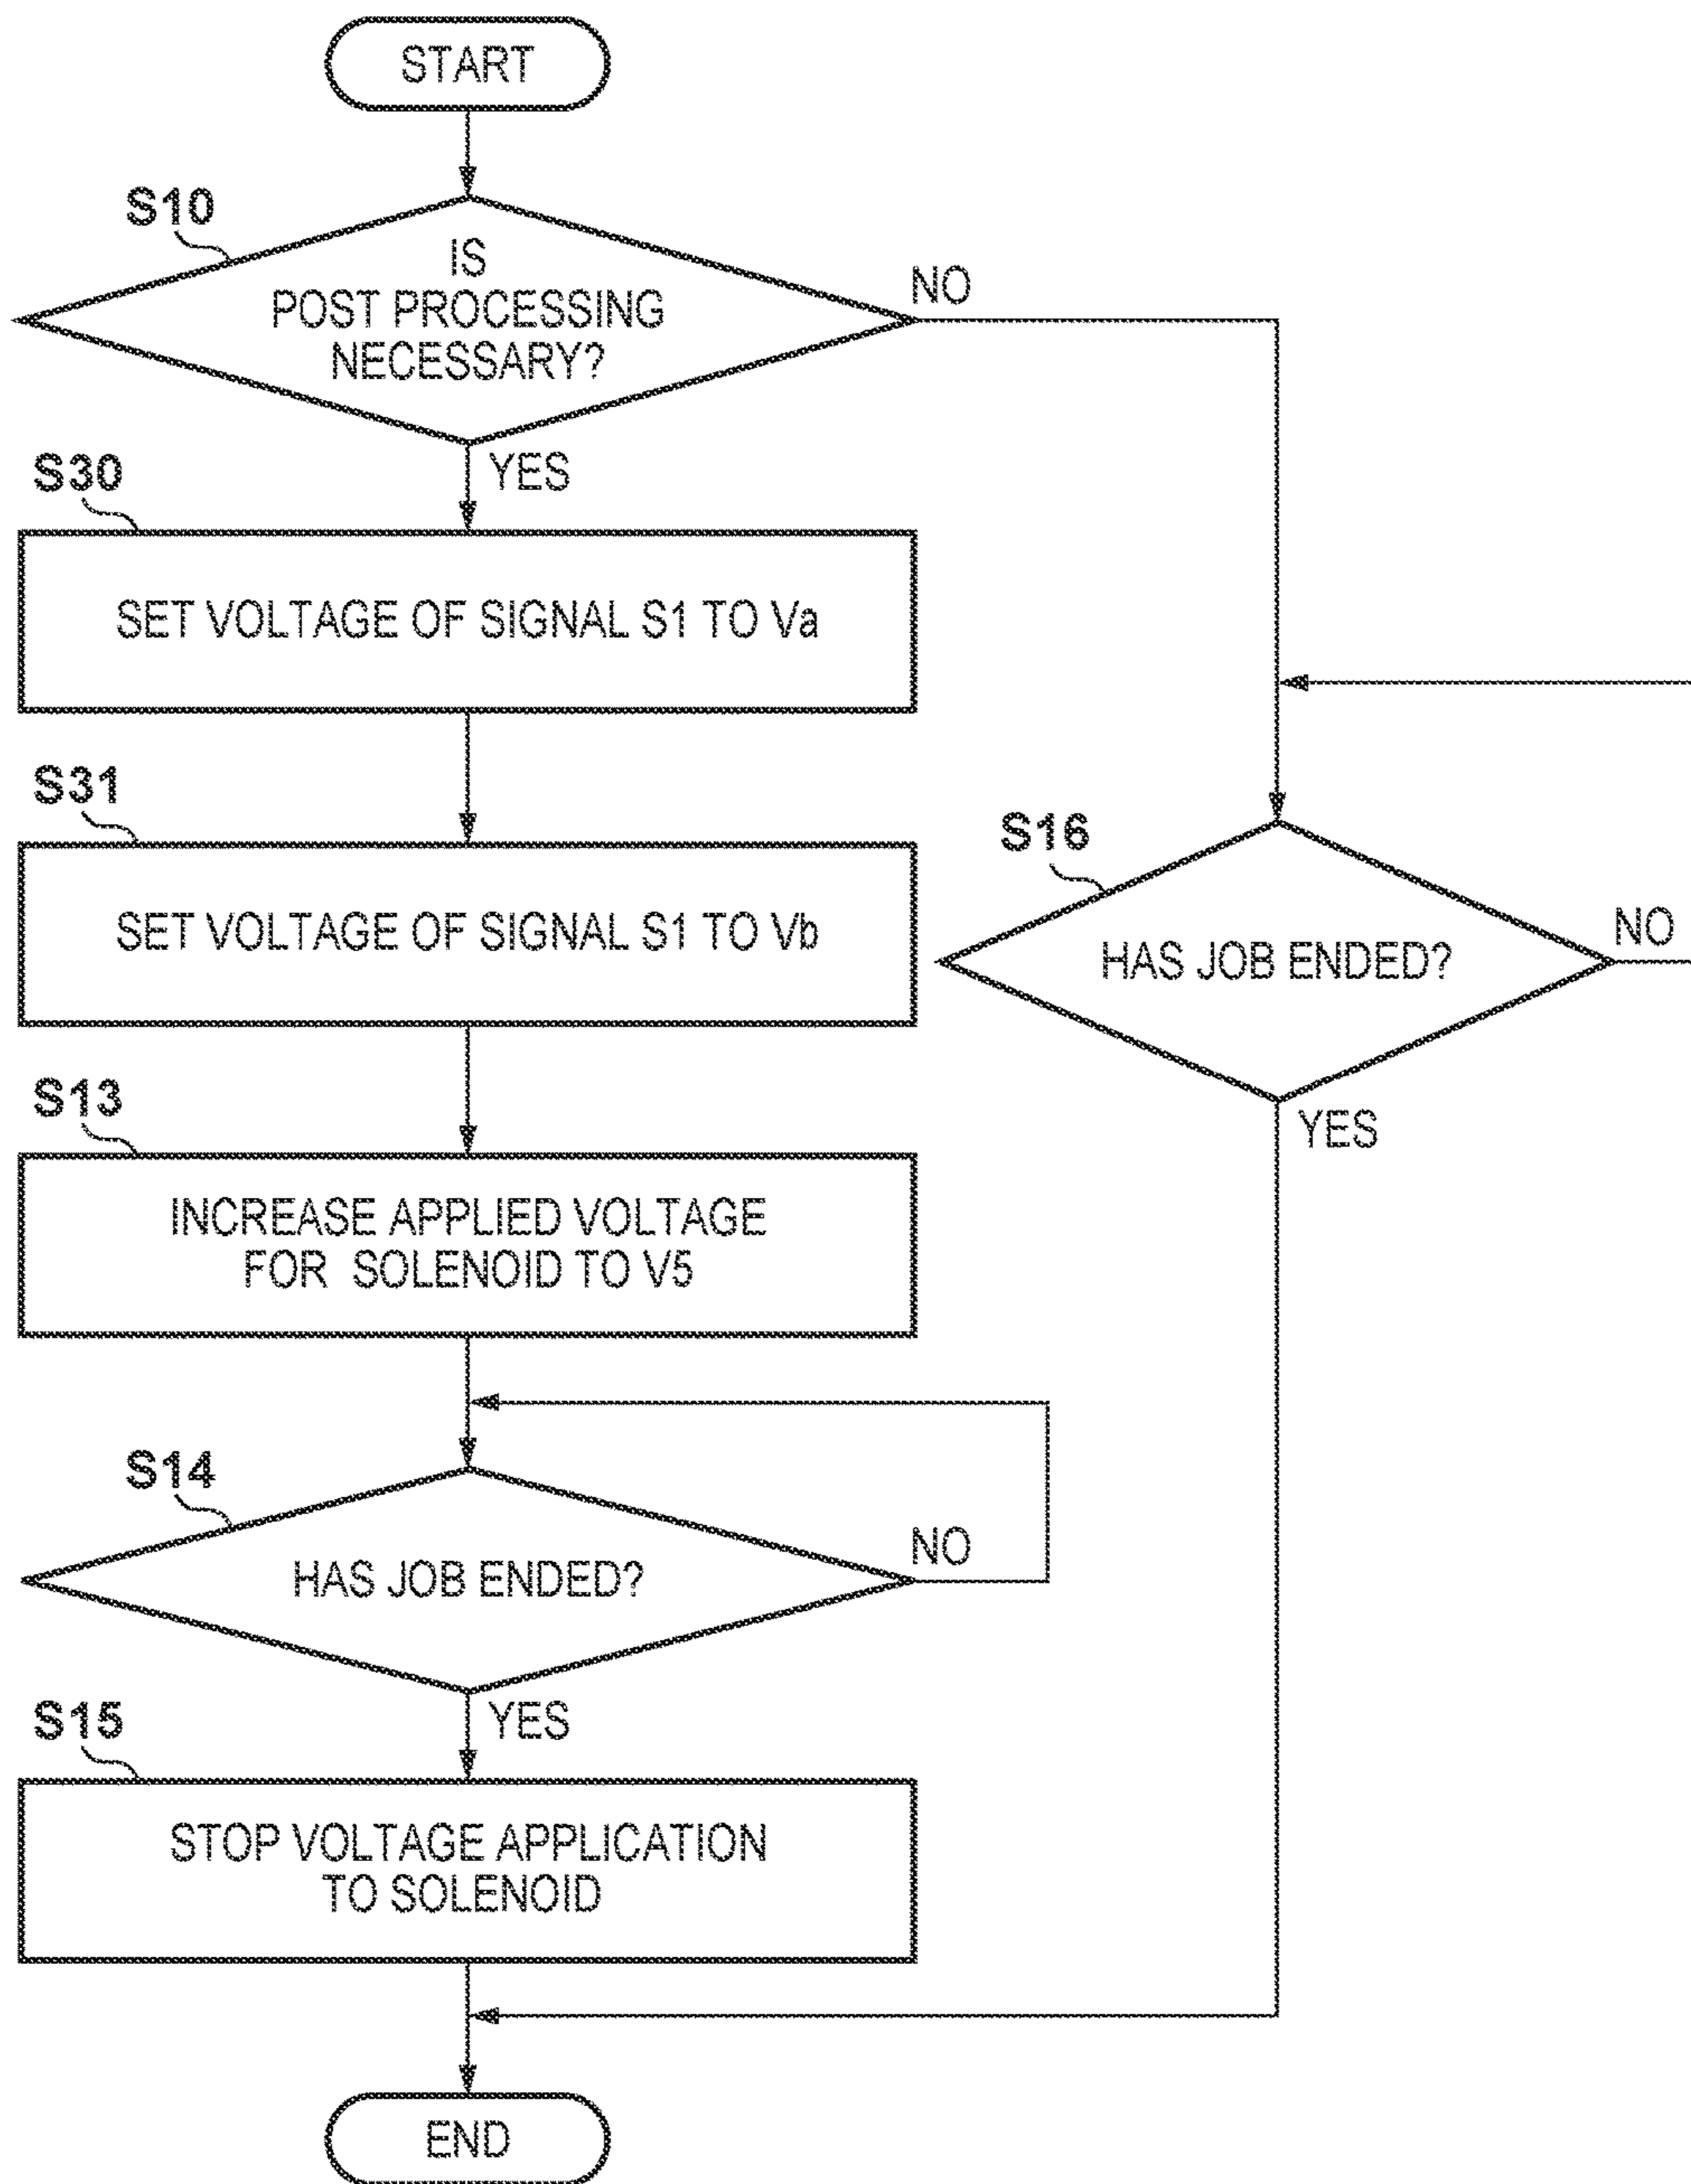 START
S10
IS
POST PROCESSING
NECESSARY?
NO
YES
S30
SET VOLTAGE OF SIGNAL S1 TO Va
S31
SET VOLTAGE OF SIGNAL S1 TO Vb
S16
HAS JOB ENDED?
NO
YES
S13
INCREASE APPLIED VOLTAGE
FOR SOLENOID TO V5
S14
HAS JOB ENDED?
NO
YES
S15
STOP VOLTAGE APPLICATION
TO SOLENOID
END